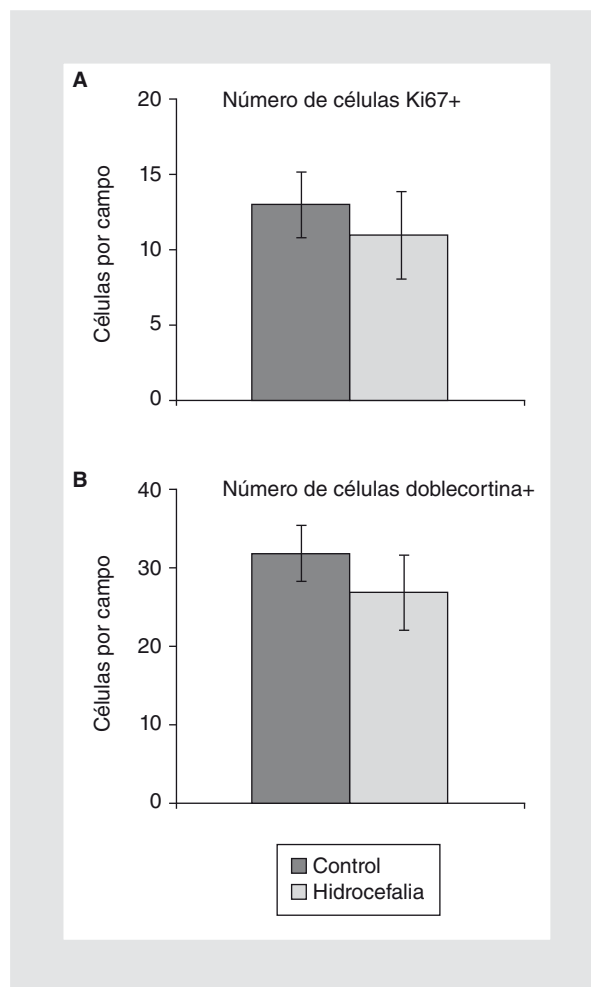 A
Número de células Ki67+
20
15
10
5
0
Células por campo
B
Número de células doblecortina+
40
30
20
10
0
Células por campo
Control
Hidrocefalia